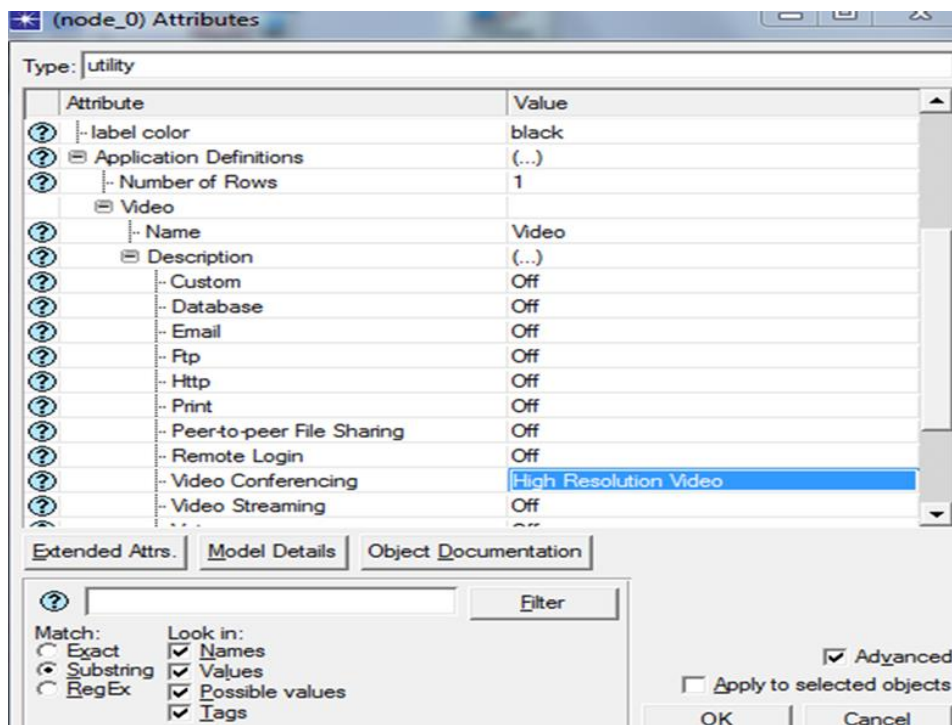 (node_0) Attributes
Type: utility
Attribute Value
label color black
Application Definitions (...)
Number of Rows 1
Video
Name Video
Description (...)
Custom Off
Database Off
Email Off
Ftp Off
Http Off
Print Off
Peer-to-peer File Sharing Off
Remote Login Off
Video Conferencing High Resolution Video
Video Streaming Off
Extended Attrs. Model Details Object Documentation
Filter
Match: Look in:
Exact Names
Substring Values
RegEx Possible values
Tags
Advanced
Apply to selected objects
OK Cancel